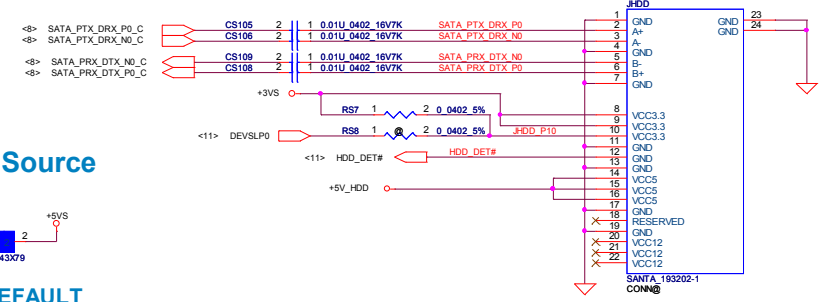 JHDD
<8> SATA_PTX_DRX_P0_C CS105 2 1 0.01U_0402_16V7K SATA_PTX_DRX_P0
<8> SATA_PTX_DRX_N0_C CS106 2 1 0.01U_0402_16V7K SATA_PTX_DRX_N0
<8> SATA_PRX_DTX_N0_C CS109 2 1 0.01U_0402_16V7K SATA_PRX_DTX_N0
<8> SATA_PRX_DTX_P0_C CS108 2 1 0.01U_0402_16V7K SATA_PRX_DTX_P0
1 GND
2 A+
3 A-
4 GND
5 B-
6 B+
7 GND
GND 23
GND 24
+3VS
RS7 1 2 0_0402_5%
<11> DEVSLP0 RS8 1 @ 2 0_0402_5% JHDD_P10
<11> HDD_DET# HDD_DET#
+5V_HDD
8 VCC3.3
9 VCC3.3
10 VCC3.3
11 GND
12 GND
13 GND
14 VCC5
15 VCC5
16 VCC5
17 GND
18 RESERVED
19 GND
20 VCC12
21 VCC12
22 VCC12
SANTA_193202-1
CONN@
Source
+5VS
2 2
43X79
EFAULT